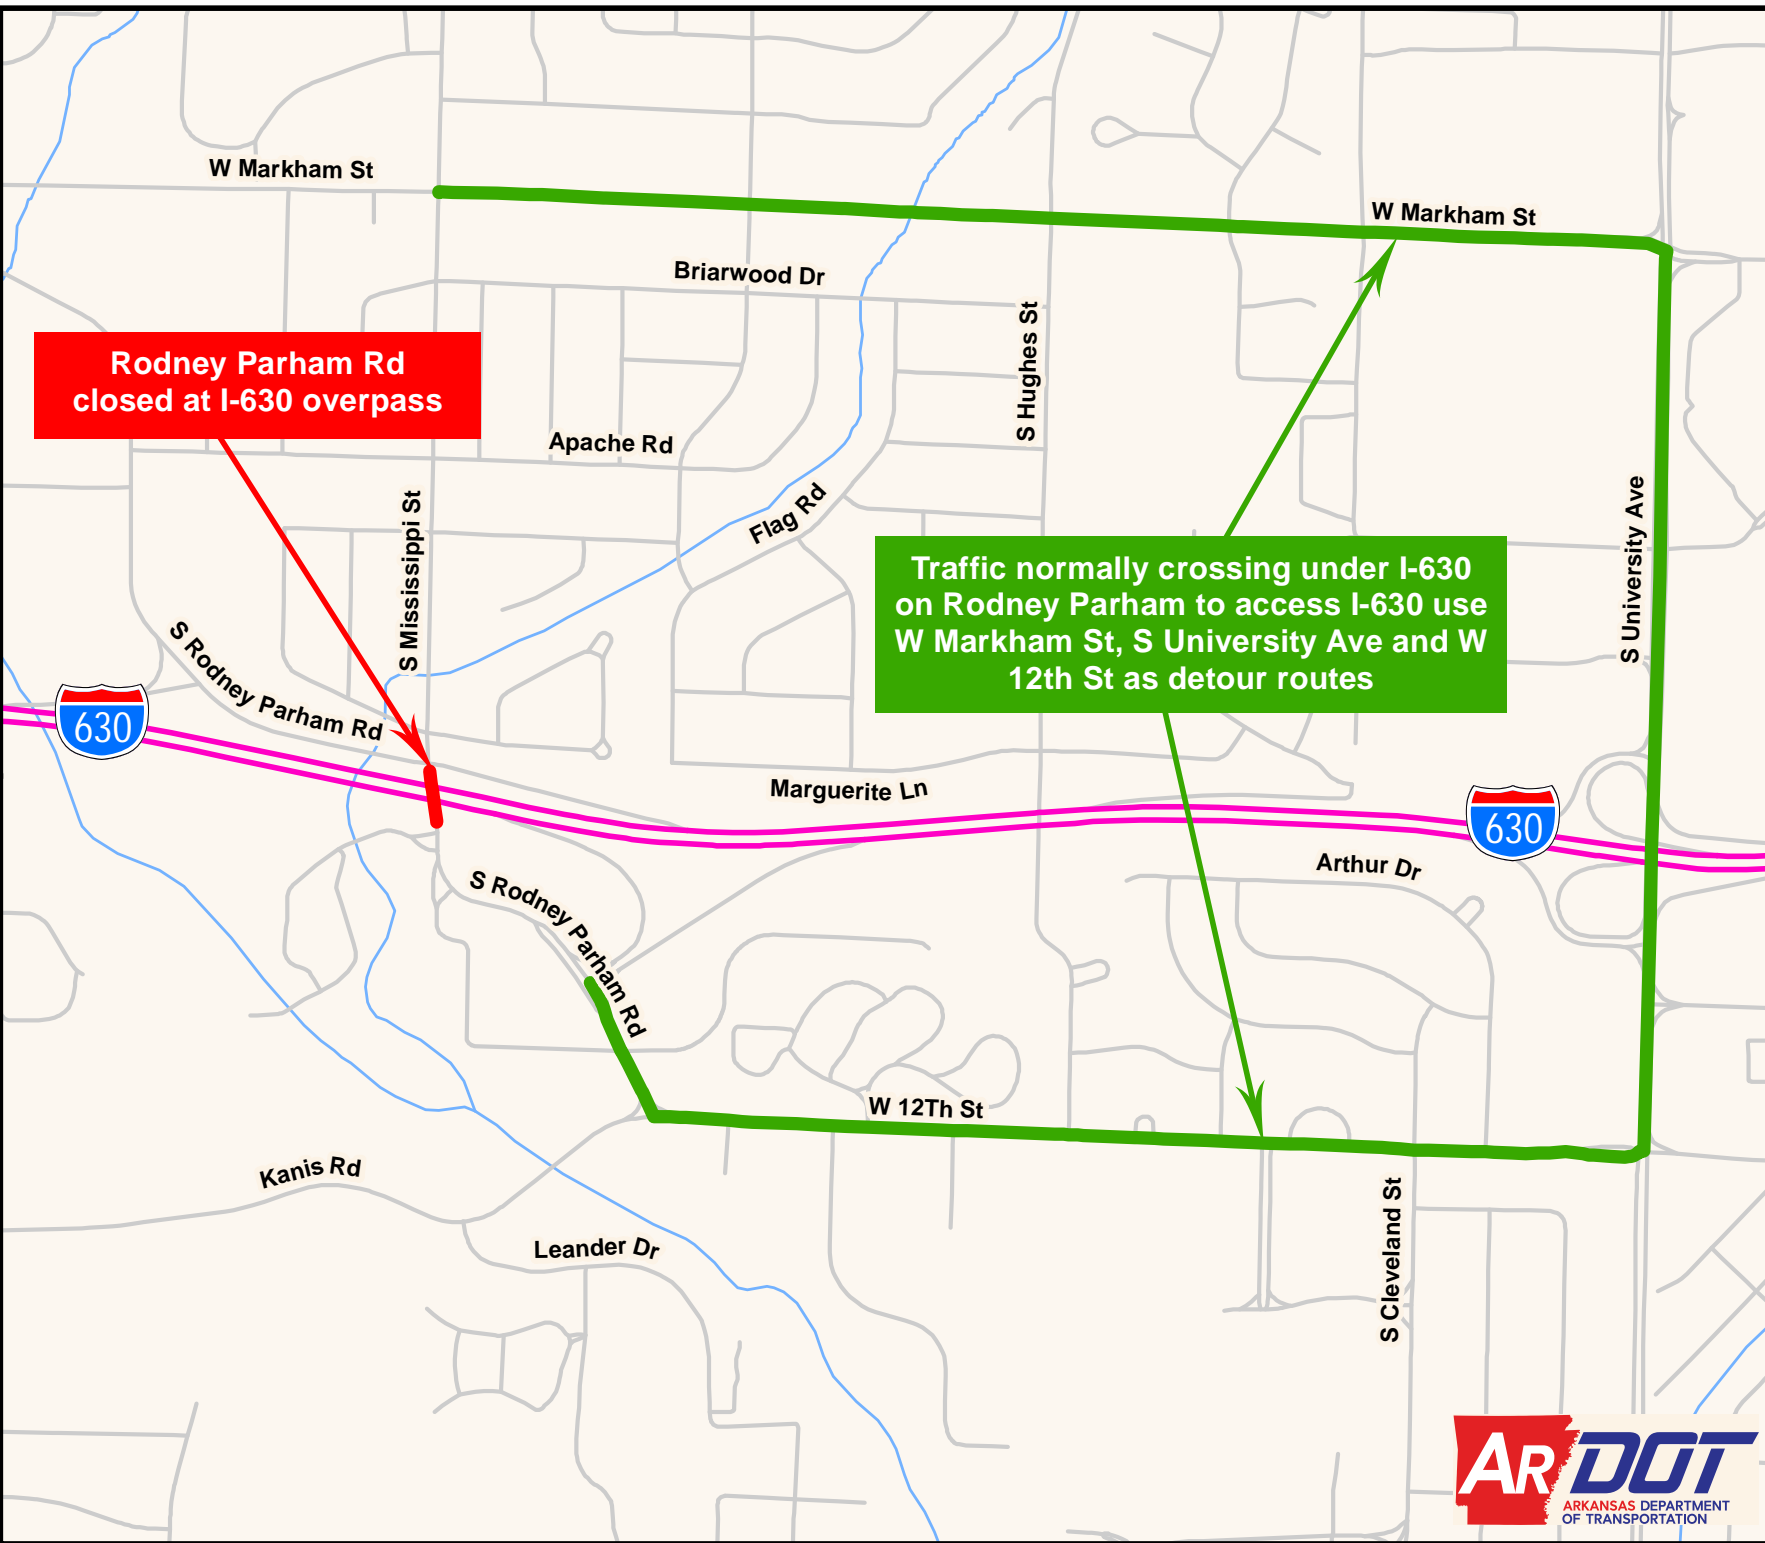 W Markham St
W Markham St
Briarwood Dr
S Hughes St
Rodney Parham Rd
closed at I-630 overpass
Apache Rd
Flag Rd
S Mississippi St
S University Ave
Traffic normally crossing under I-630
on Rodney Parham to access I-630 use
W Markham St, S University Ave and W
12th St as detour routes
S Rodney Parham Rd
630
Marguerite Ln
630
Arthur Dr
S Rodney Parham Rd
W 12Th St
Kanis Rd
Leander Dr
S Cleveland St
ARDOT
ARKANSAS DEPARTMENT
OF TRANSPORTATION